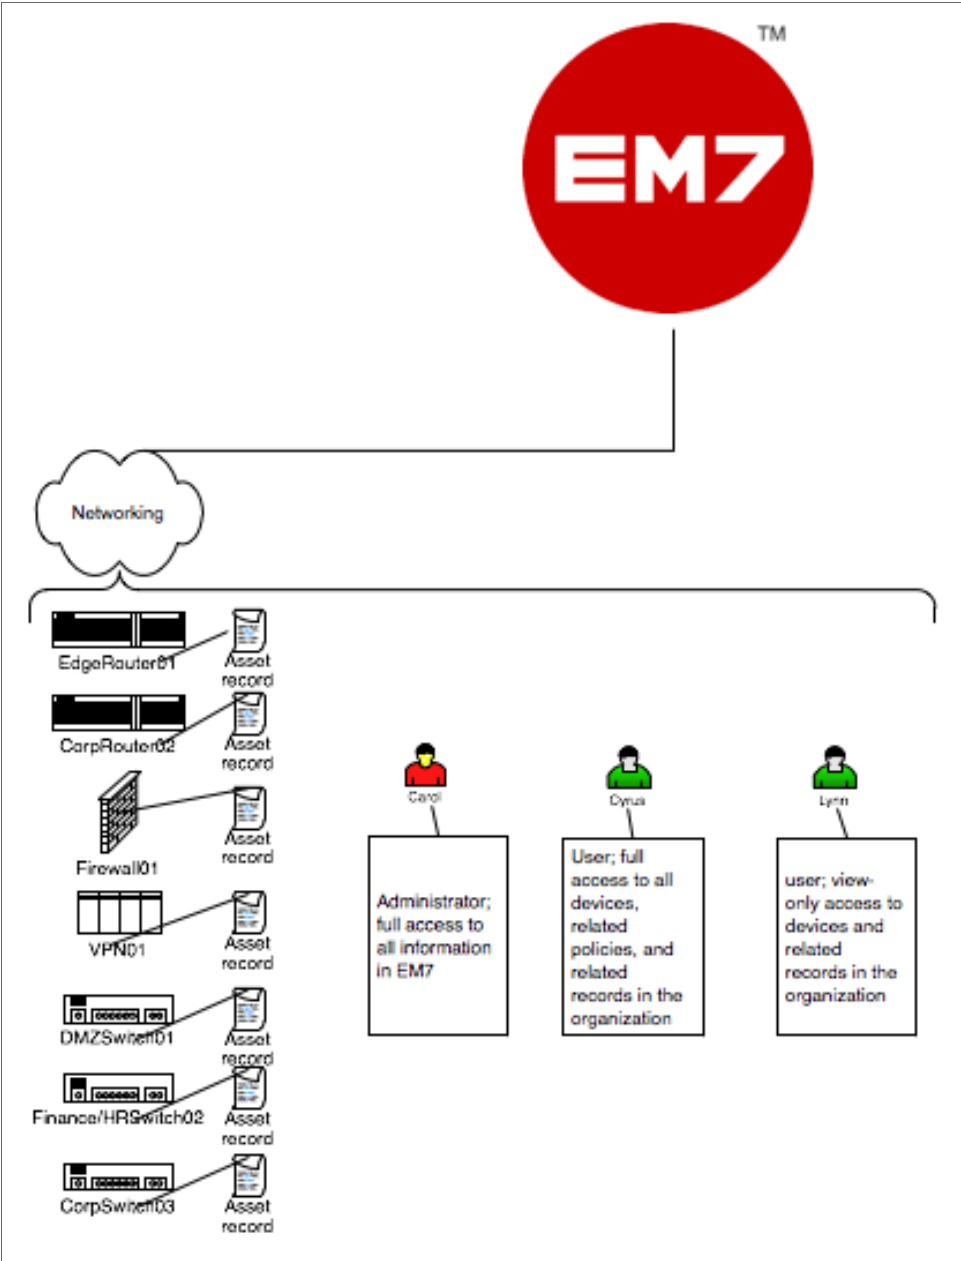 TM
EM7
Networking
EdgeRouter01
Asset
record
CorpRouter02
Asset
record
Firewall01
Asset
record
VPN01
Asset
record
DMZSwitch01
Asset
record
Finance/HRSwitch02
Asset
record
CorpSwitch03
Asset
record
Carol
Administrator;
full access to
all information
in EM7
Cyrus
User; full
access to all
devices,
related
policies, and
related
records in the
organization
Lynn
user; view-
only access to
devices and
related
records in the
organization